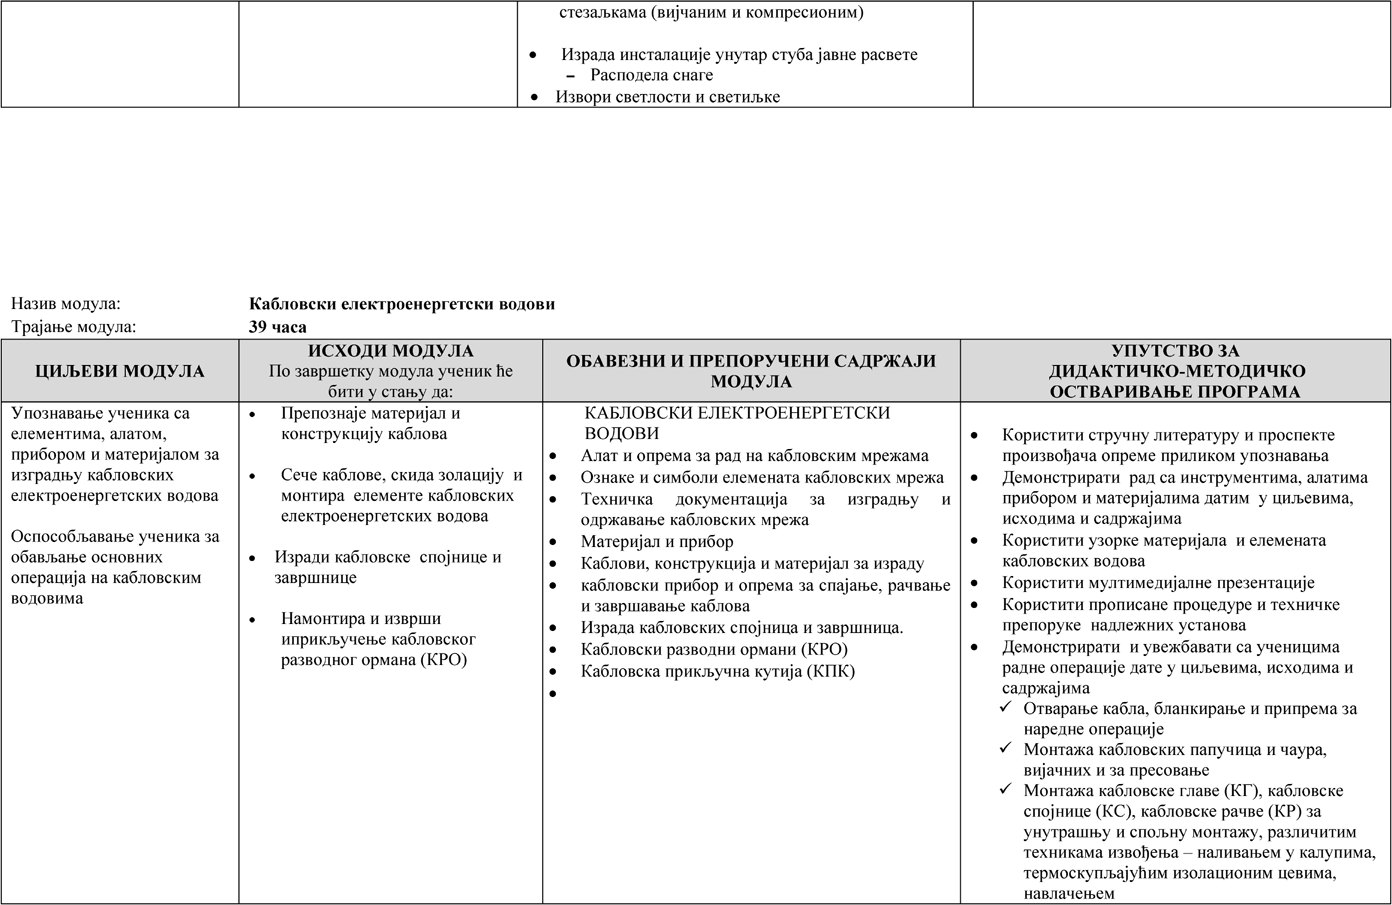 стезаљкама (вијчаним и компресионим)
• Израда инсталације унутар стуба јавне расвете
– Расподела снаге
• Извори светлости и светиљке
Назив модула: Кабловски електроенергетски водови
Трајање модула: 39 часа
ЦИЉЕВИ МОДУЛА
ИСХОДИ МОДУЛА
По завршетку модула ученик ће
бити у стању да:
ОБАВЕЗНИ И ПРЕПОРУЧЕНИ САДРЖАЈИ
МОДУЛА
УПУТСТВО ЗА
ДИДАКТИЧКО-МЕТОДИЧКО
ОСТВАРИВАЊЕ ПРОГРАМА
Упознавање ученика са
елементима, алатом,
прибором и материјалом за
изградњу кабловских
електроенергетских водова
Оспособљавање ученика за
обављање основних
операција на кабловским
водовима
• Препознаје материјал и
конструкцију каблова
• Сече каблове, скида золацију и
монтира елементе кабловских
електроенергетских водова
• Изради кабловске спојнице и
завршнице
• Намонтира и изврши
иприкључење кабловског
разводног ормана (КРО)
КАБЛОВСКИ ЕЛЕКТРОЕНЕРГЕТСКИ
ВОДОВИ
• Алат и опрема за рад на кабловским мрежама
• Ознаке и симболи елемената кабловских мрежа
• Техничка документација за изградњу и
одржавање кабловских мрежа
• Материјал и прибор
• Каблови, конструкција и материјал за израду
• кабловски прибор и опрема за спајање, рачвање
и завршавање каблова
• Израда кабловских спојница и завршница.
• Кабловски разводни ормани (КРО)
• Кабловска прикључна кутија (КПК)
•
• Користити стручну литературу и проспекте
произвођача опреме приликом упознавања
• Демонстрирати рад са инструментима, алатима
прибором и материјалима датим у циљевима,
исходима и садржајима
• Користити узорке материјала и елемената
кабловских водова
• Користити мултимедијалне презентације
• Користити прописане процедуре и техничке
препоруке надлежних установа
• Демонстрирати и увежбавати са ученицима
радне операције дате у циљевима, исходима и
садржајима
✓ Отварање кабла, бланкирање и припрема за
наредне операције
✓ Монтажа кабловских папучица и чаура,
вијачних и за пресовање
✓ Монтажа кабловске главе (КГ), кабловске
спојнице (КС), кабловске рачве (КР) за
унутрашњу и спољну монтажу, различитим
техникама извођења – наливањем у калупима,
термоскупљајућим изолационим цевима,
навлачењем